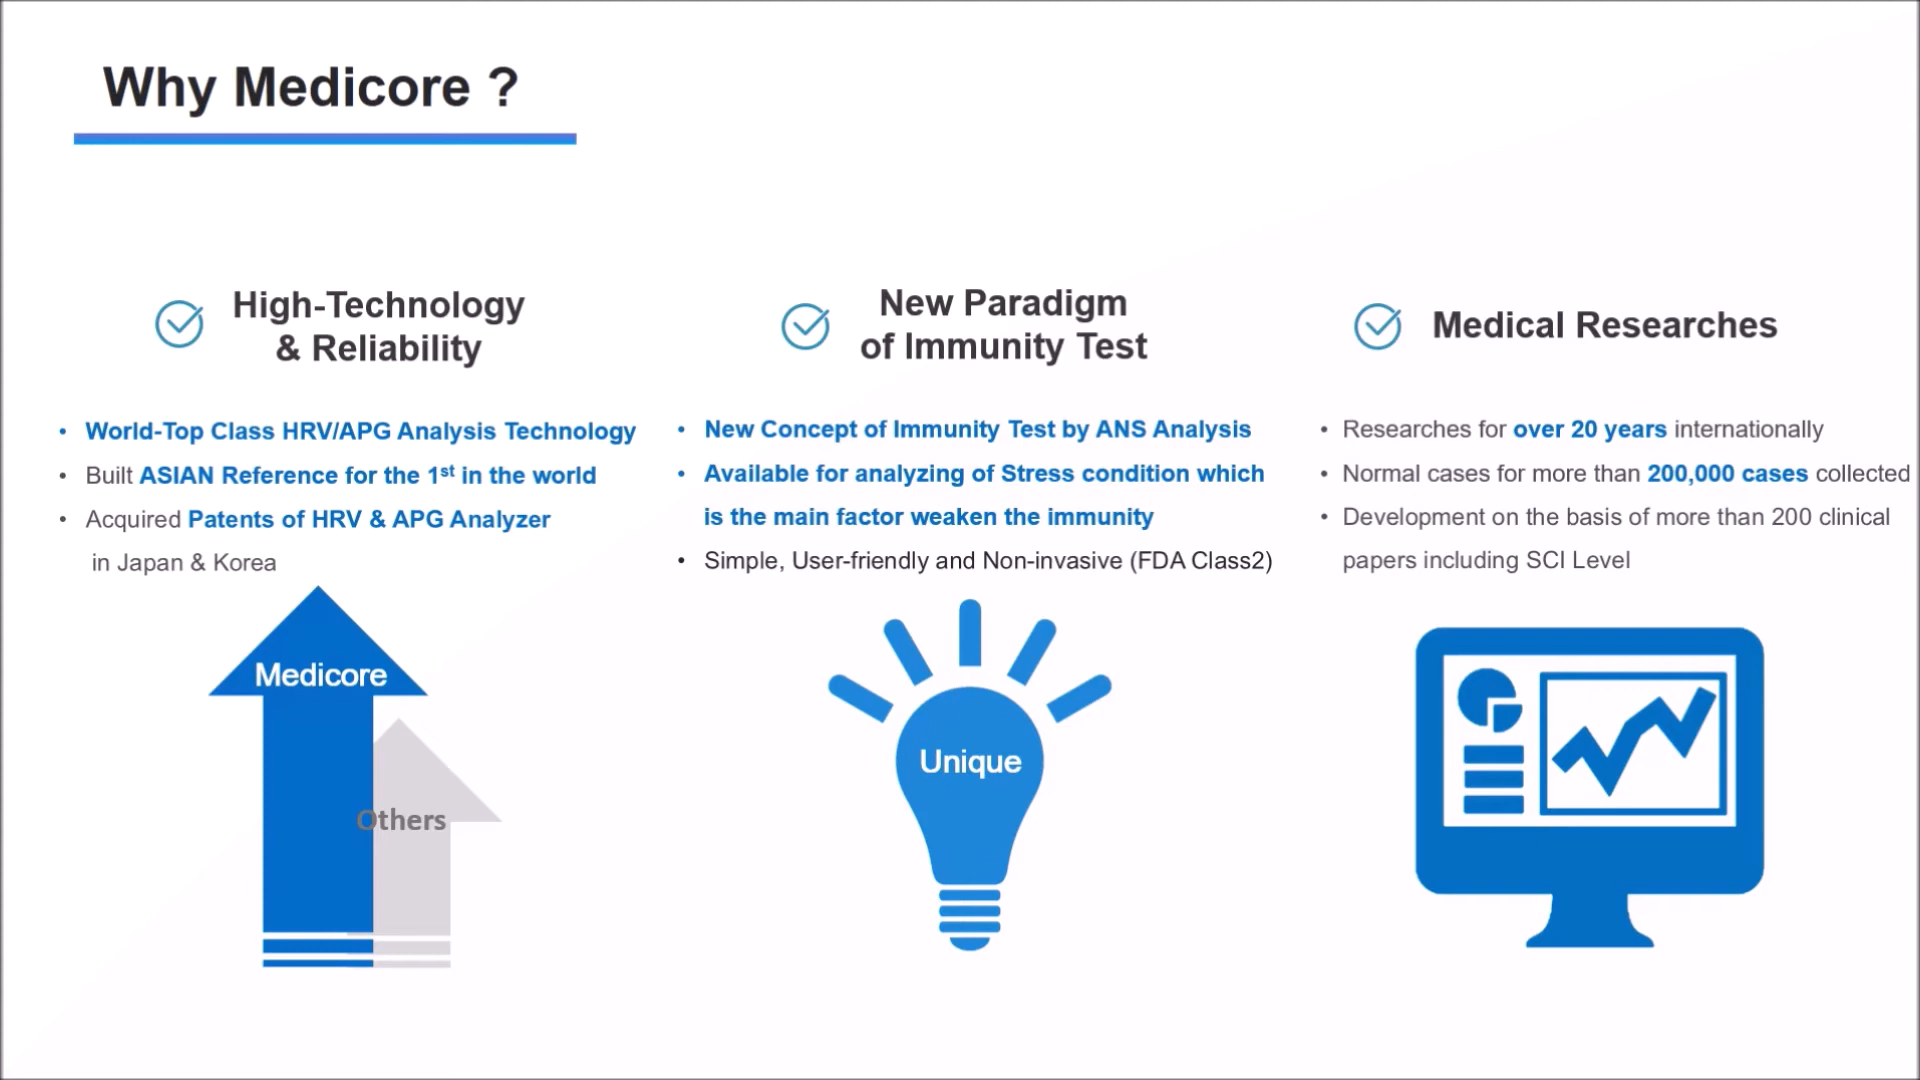 Why Medicore ?
High-Technology
& Reliability
• World-Top Class HRV/APG Analysis Technology
• Built ASIAN Reference for the 1st in the world
• Acquired Patents of HRV & APG Analyzer
in Japan & Korea
Medicore
Others
New Paradigm
of Immunity Test
• New Concept of Immunity Test by ANS Analysis
• Available for analyzing of Stress condition which
is the main factor weaken the immunity
• Simple, User-friendly and Non-invasive (FDA Class2)
Unique
Medical Researches
• Researches for over 20 years internationally
• Normal cases for more than 200,000 cases collected
• Development on the basis of more than 200 clinical
papers including SCI Level